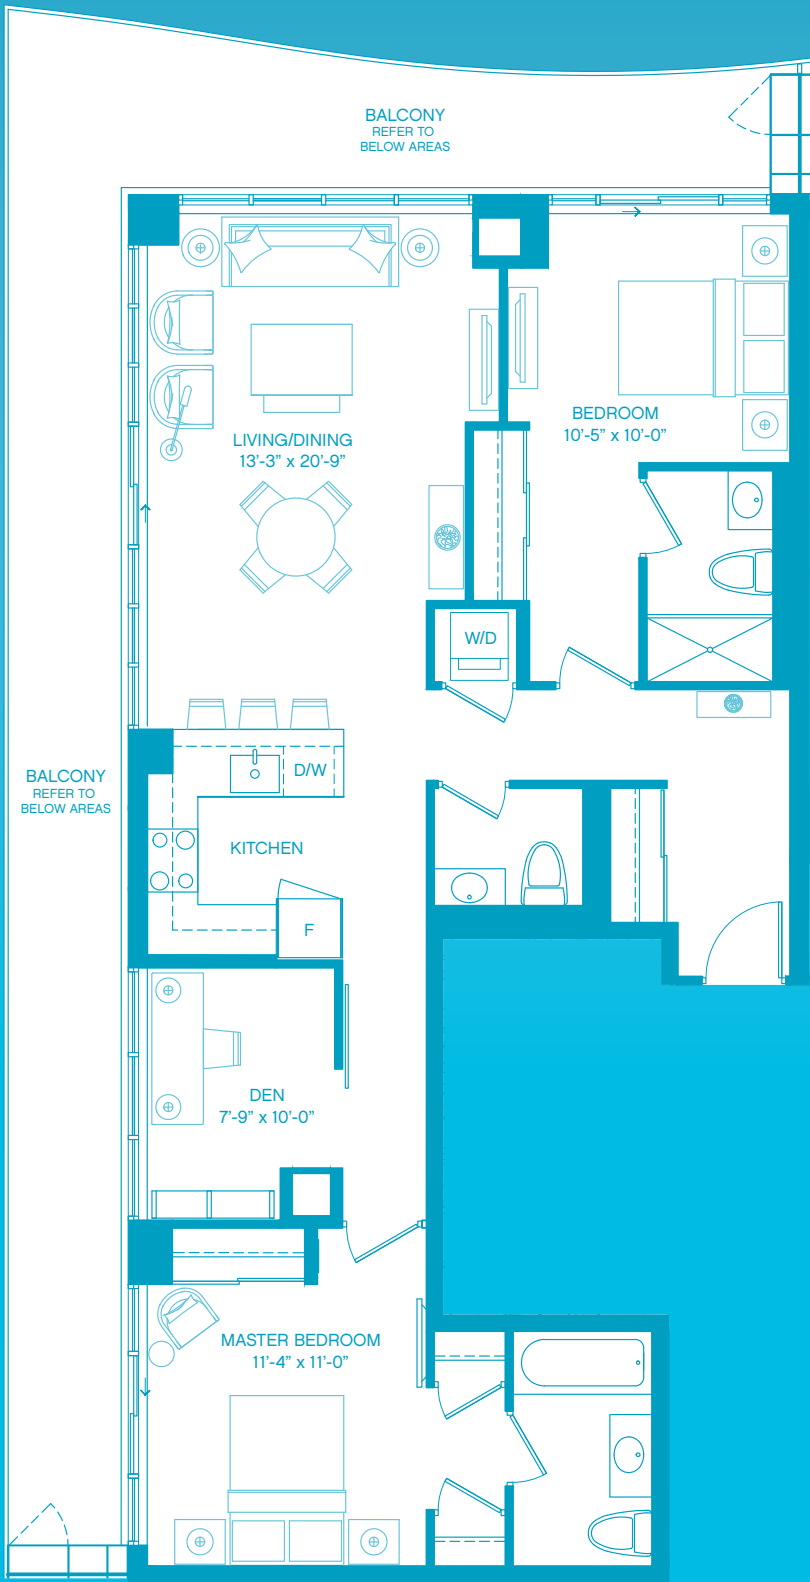 BALCONY
REFER TO
BELOW AREAS
BEDROOM
10'-5” x 10'-0”
LIVING/DINING
13'-3” x 20'-9”
W/D
D/W
BALCONY
REFER TO
BELOW AREAS
KITCHEN
F
DEN
7'-9” x 10'-0”
MASTER BEDROOM
11'-4” x 11'-0”